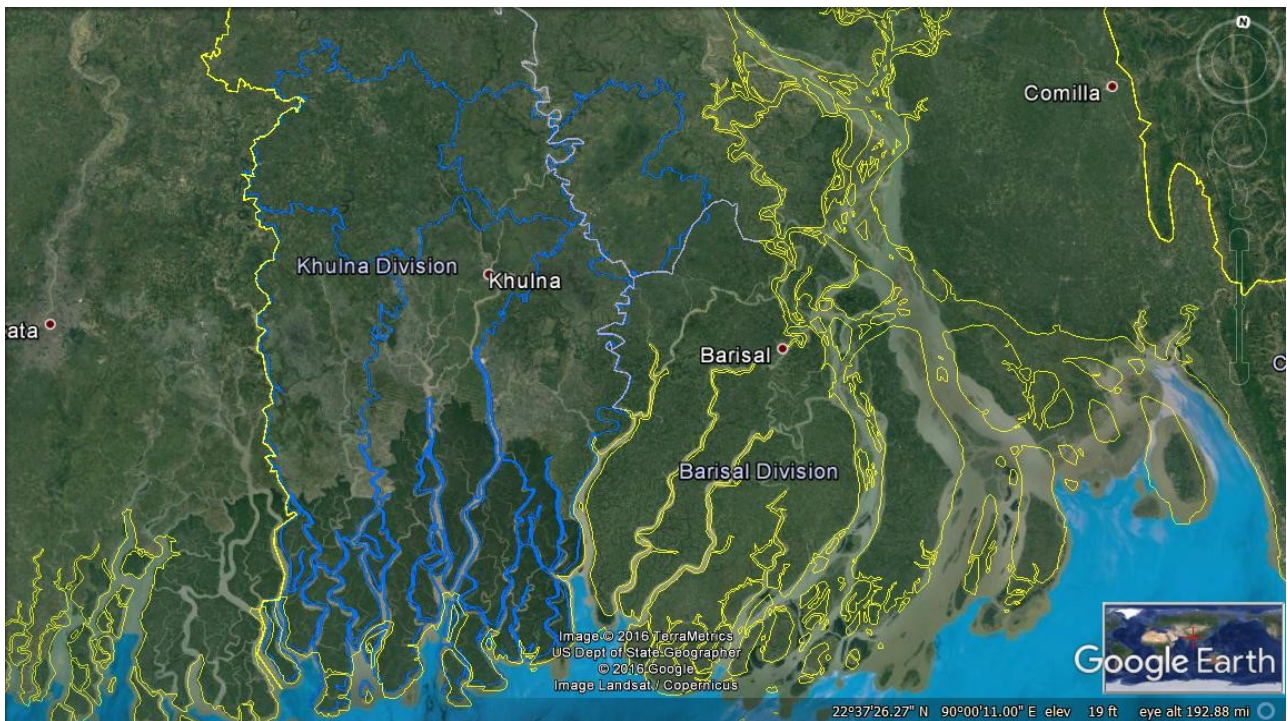 N
Comilla
Khulna Division
Khulna
ata
Barisal
C
Barisal Division
Image © 2016 TerraMetrics
US Dept of State Geographer
© 2016 Google
Image Landsat / Copernicus
Google Earth
22°37'26.27" N 90°00'11.00" E elev 19 ft eye alt 192.88 mi